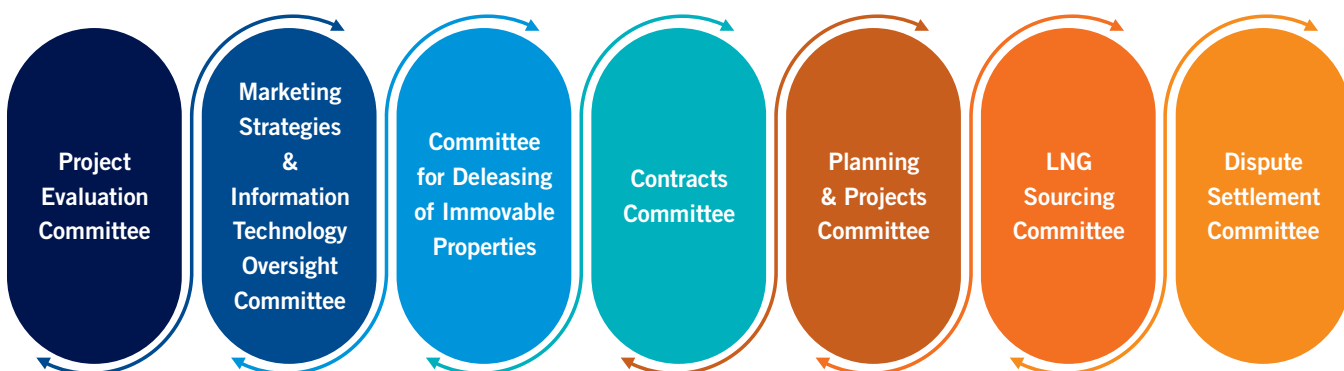 Project
Evaluation
Committee
Marketing
Strategies
&
Information
Technology
Oversight
Committee
Committee
for Deleasing
of Immovable
Properties
Contracts
Committee
Planning
& Projects
Committee
LNG
Sourcing
Committee
Dispute
Settlement
Committee